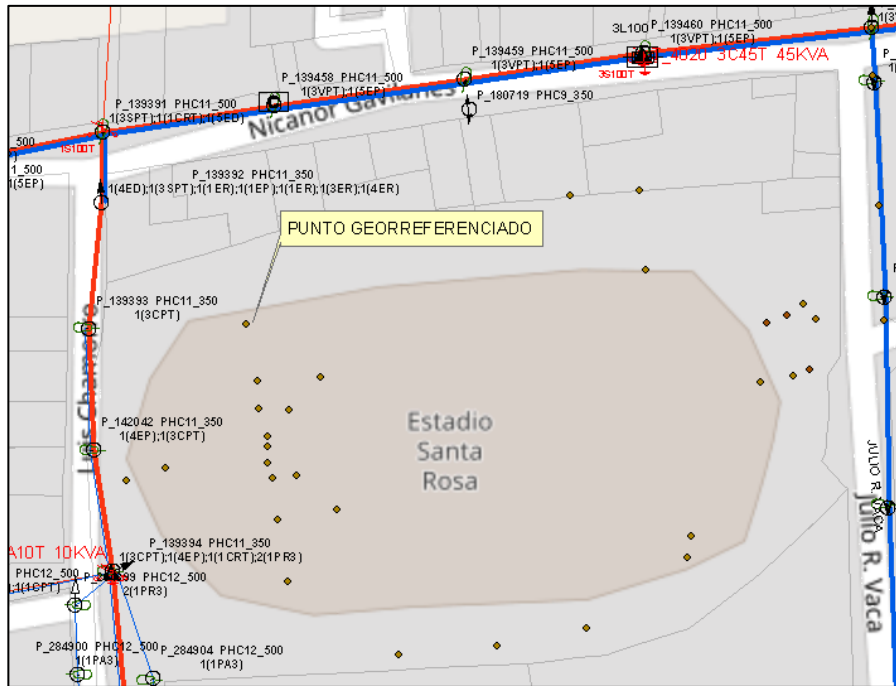 3L100
P_139460 PHC11_500
1(3VPT);1(5EP)
3C45T 45KVA
3S100T
P_139459 PHC11_500
1(3VPT);1(5EP)
P_139458 PHC11_500
1(3VPT);1(5EP)
P_180719 PHC9_350
P_139391 PHC11_500
1(3SPT);1(1CRT);1(5ED)
1S100T
Nicanor Gavilanes
_500
1_500
1(5EP)
P_139392 PHC11_350
1(4ED);1(3SPT);1(1ER);1(1EP);1(1ER);1(3ER);1(4ER)
PUNTO GEORREFERENCIADO
P_139393 PHC11_350
1(3CPT)
Luis Chamorro
P_142042 PHC11_350
1(4EP);1(3CPT)
Estadio
Santa
Rosa
JULIO R. VACA
Julio R. Vaca
P_139394 PHC11_350
1(3CPT);1(4EP);1(1CRT);2(1PR3)
A10T 10KVA
PHC12_500
1(1CPT)
PHC12_500
2(1PR3)
P_284900 PHC12_500
1(1PA3)
P_284904 PHC12_500
1(1PA3)